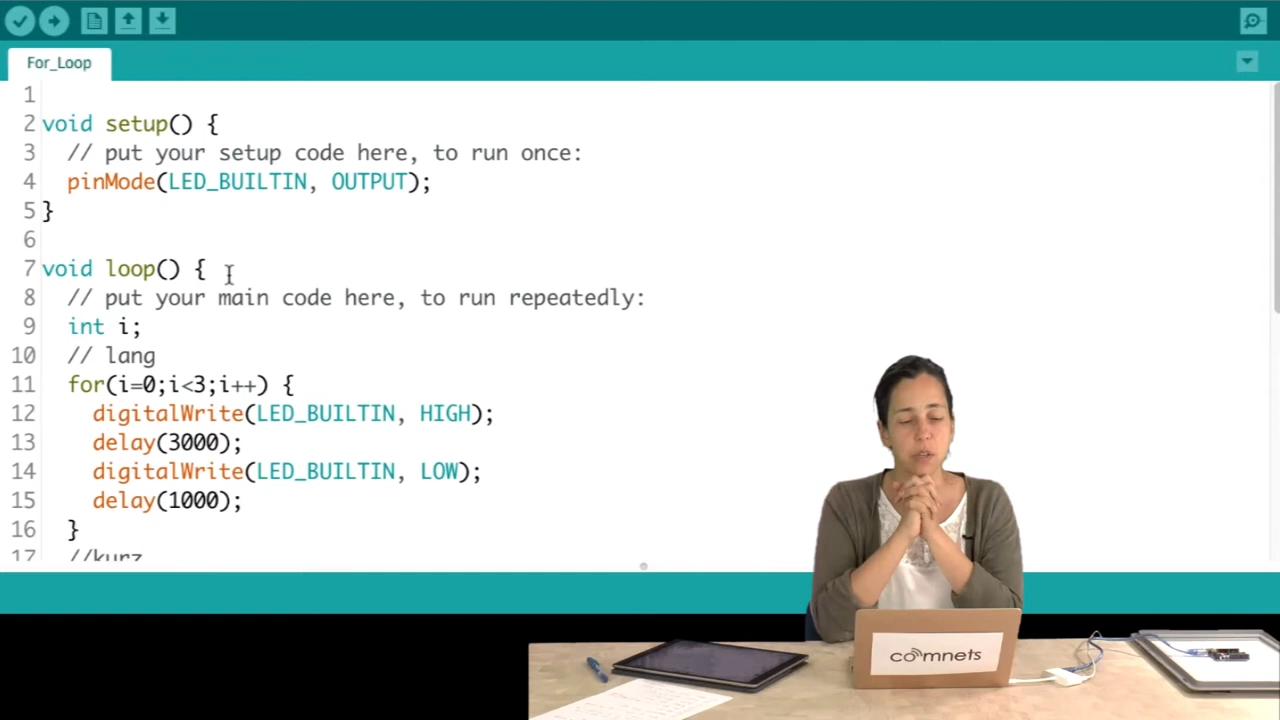 For_Loop
1
2 void setup() {
3 // put your setup code here, to run once:
4 pinMode(LED_BUILTIN, OUTPUT);
5 }
6
7 void loop() {
8 // put your main code here, to run repeatedly:
9 int i;
10 // lang
11 for(i=0;i<3;i++) {
12 digitalWrite(LED_BUILTIN, HIGH);
13 delay(3000);
14 digitalWrite(LED_BUILTIN, LOW);
15 delay(1000);
16 }
17 //kurz
comnets